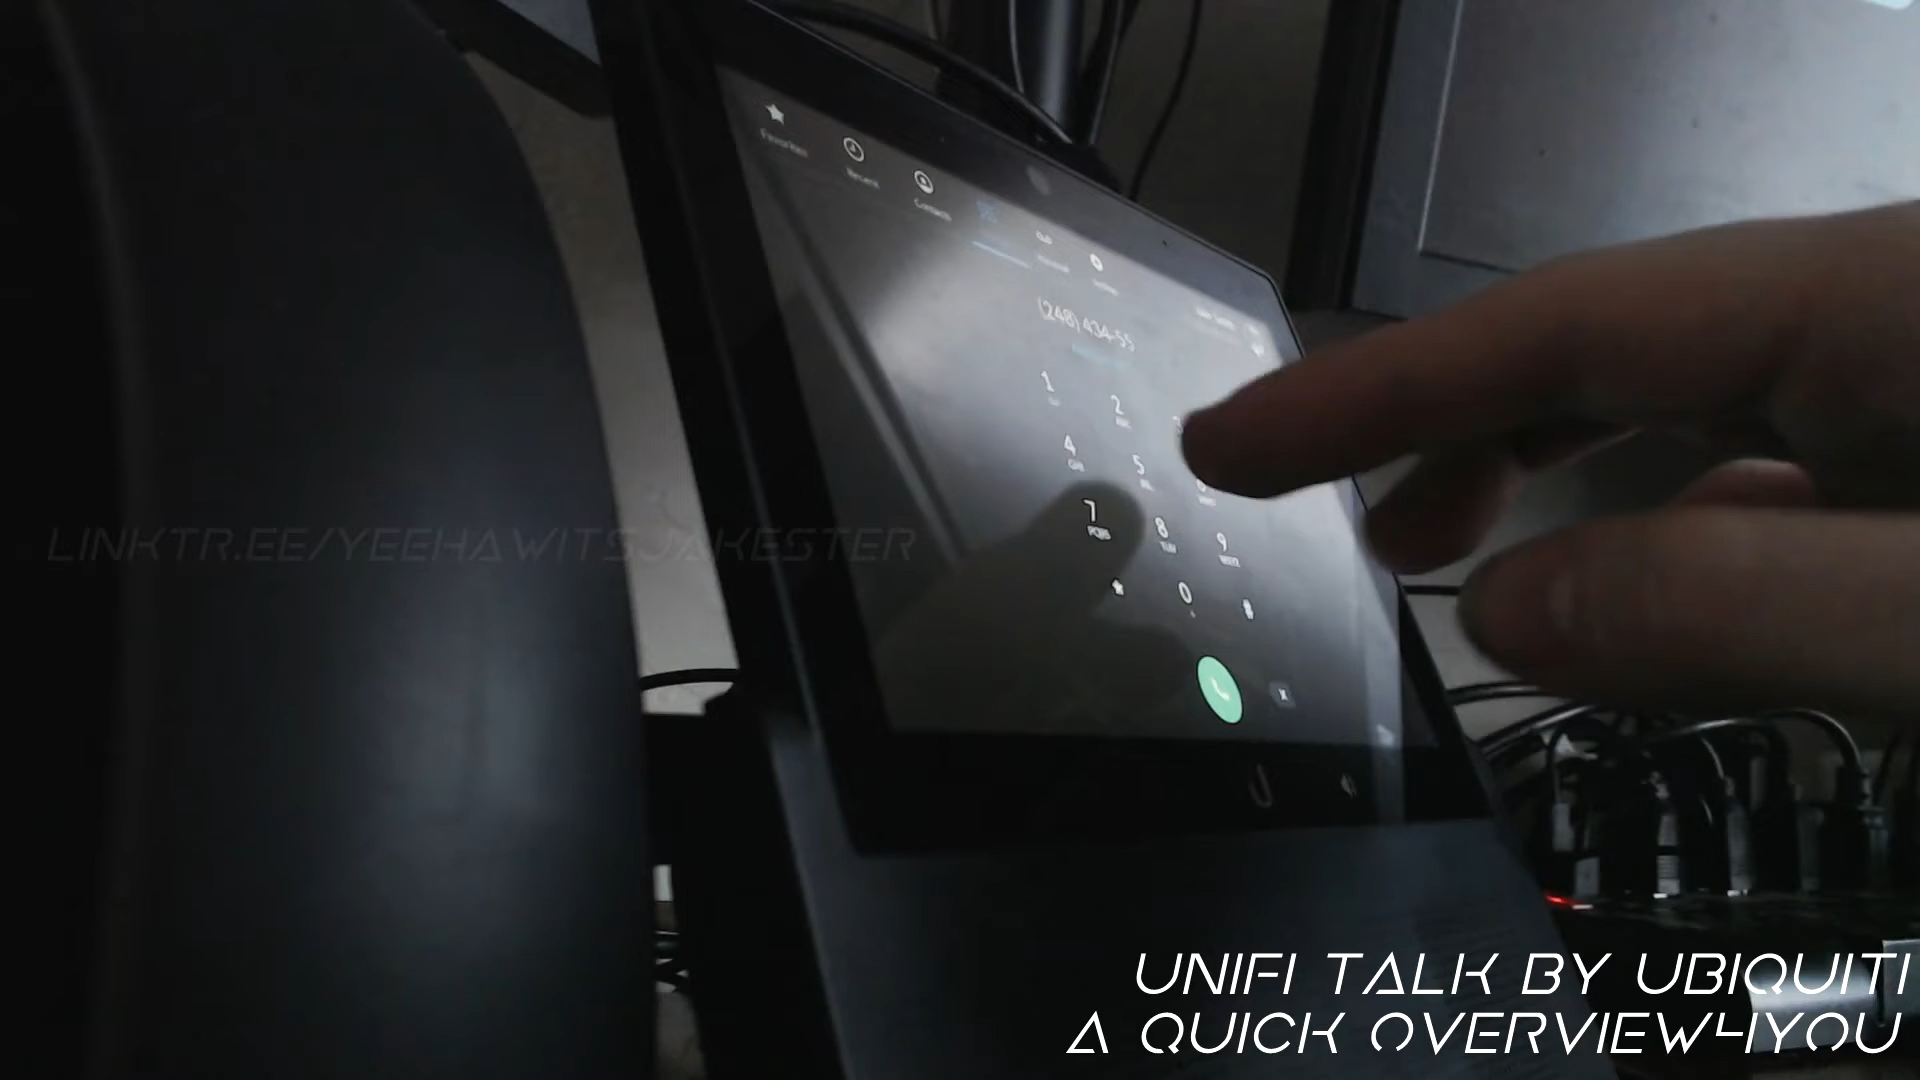 Favorites
Recent
Contacts
(248) 434-55
1
2
ABC
3
4
GHI
5
JKL
6
MNO
7
PQRS
8
TUV
9
WXYZ
*
0
+
#
x
LINKTR.EE/YEEHAWITSJAKESTER
UNIFI TALK BY UBIQUITI
A QUICK OVERVIEW4YOU